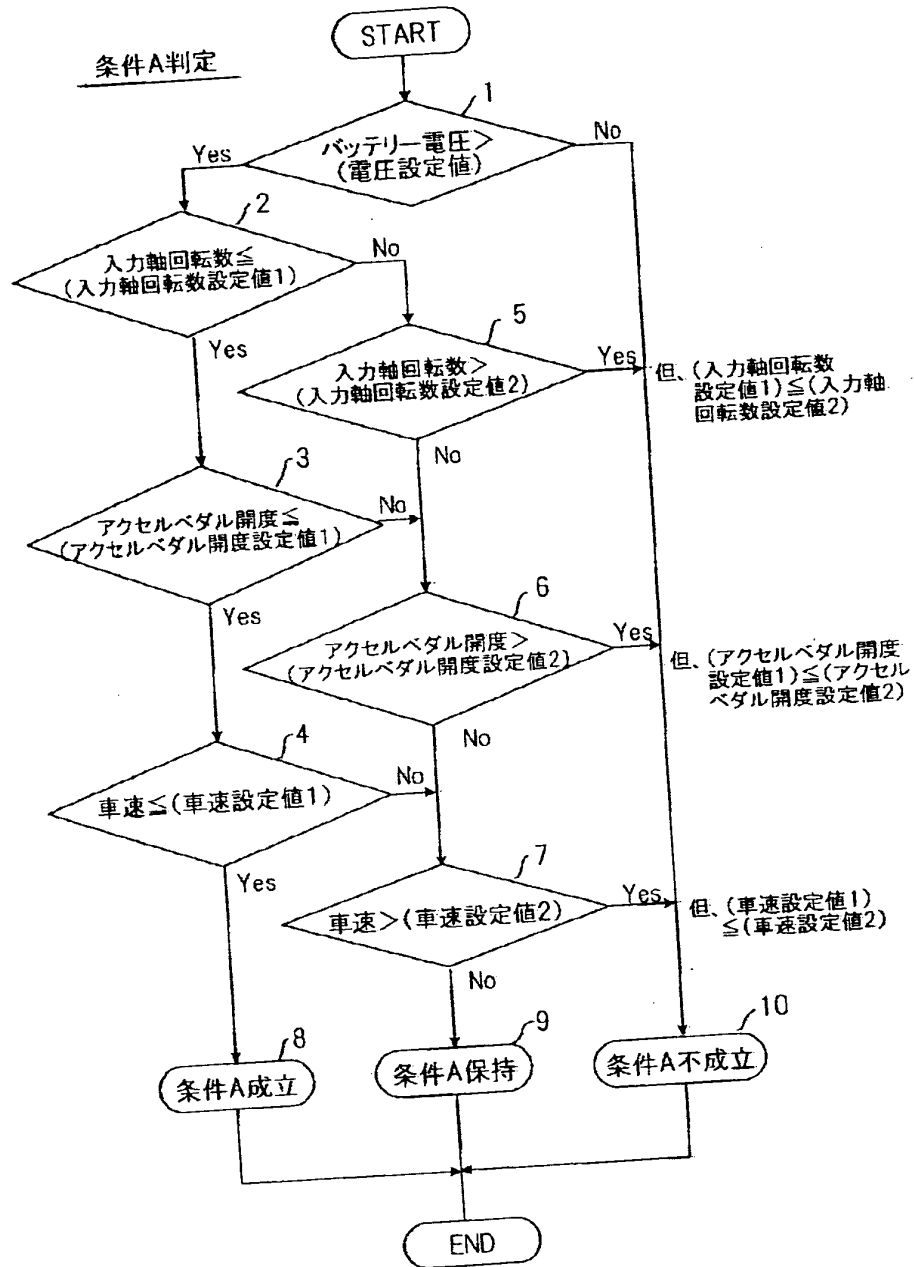 START
条件A判定
1
バッテリー電圧>
(電圧設定値)
Yes
No
2
入力軸回転数≦
(入力軸回転数設定値1)
No
Yes
5
入力軸回転数>
(入力軸回転数設定値2)
Yes
但、(入力軸回転数
設定値1)≦(入力軸
回転数設定値2)
No
3
アクセルペダル開度≦
(アクセルペダル開度設定値1)
No
Yes
6
アクセルペダル開度>
(アクセルペダル開度設定値2)
Yes
但、(アクセルペダル開度
設定値1)≦(アクセル
ペダル開度設定値2)
No
4
車速≦(車速設定値1)
No
Yes
7
車速>(車速設定値2)
Yes
但、(車速設定値1)
≦(車速設定値2)
No
8
条件A成立
9
条件A保持
10
条件A不成立
END